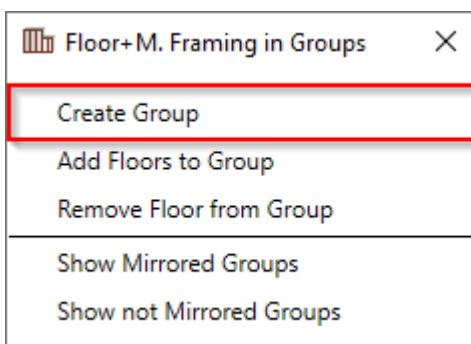 Floor+M. Framing in Groups
Create Group
Add Floors to Group
Remove Floor from Group
Show Mirrored Groups
Show not Mirrored Groups